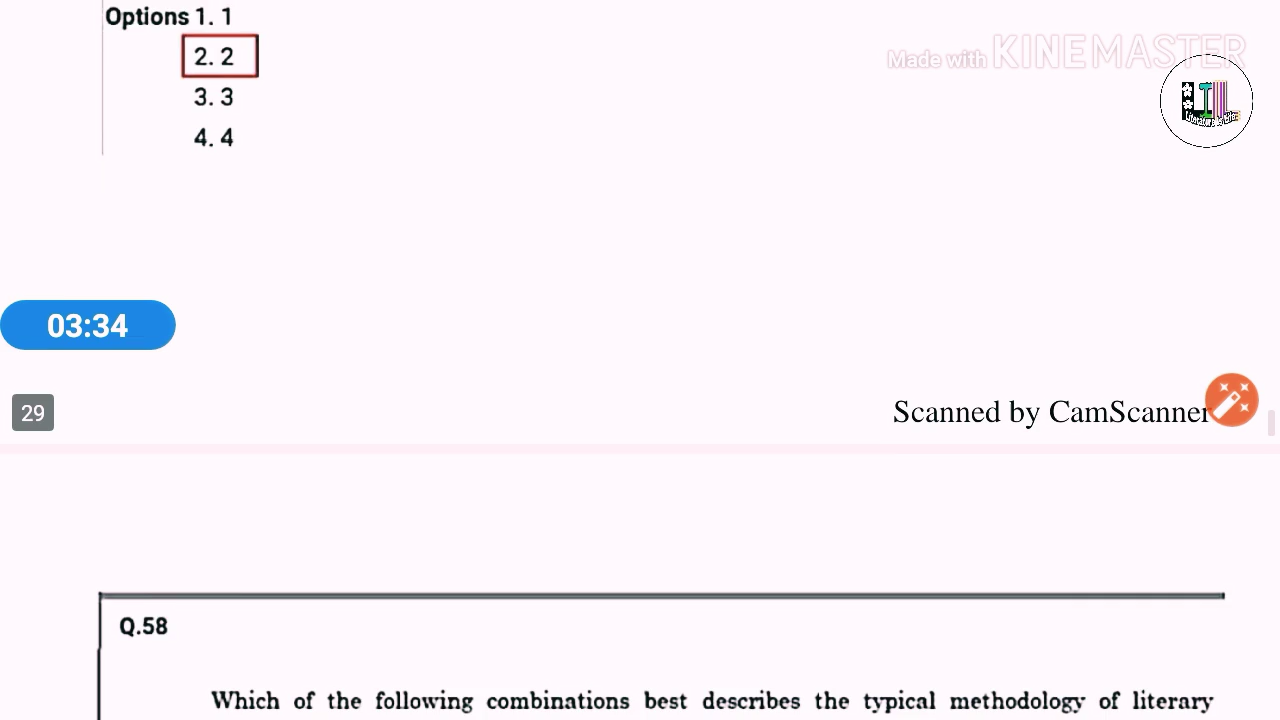 Options 1. 1
2. 2
3. 3
4. 4
Made with KINEMASTER
03:34
29
Scanned by CamScanner
Q.58
Which of the following combinations best describes the typical methodology of literary